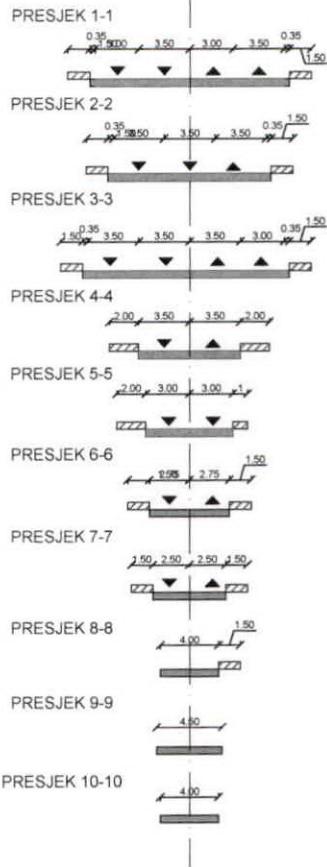 PRESJEK 1-1
0.35 3.00 3.50 3.00 3.50 0.35 1.50
PRESJEK 2-2
0.35 3.50 3.50 3.50 0.35 1.50
PRESJEK 3-3
1.50 0.35 3.50 3.50 3.50 3.00 0.35 1.50
PRESJEK 4-4
2.00 3.50 3.50 2.00
PRESJEK 5-5
2.00 3.00 3.00 1
PRESJEK 6-6
2.75 1.50
PRESJEK 7-7
1.50 2.50 2.50 1.50
PRESJEK 8-8
4.00 1.50
PRESJEK 9-9
4.50
PRESJEK 10-10
4.00